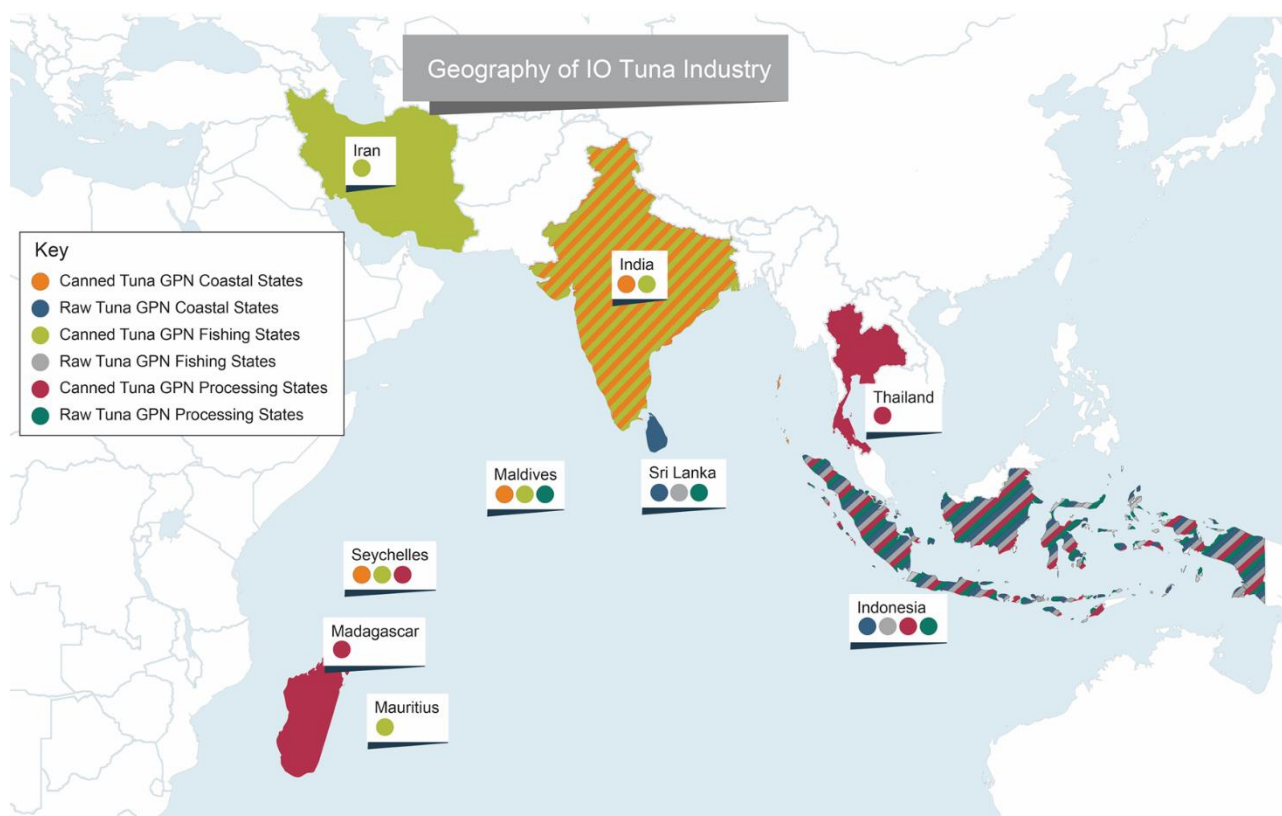 Geography of IO Tuna Industry
Iran
Key
Canned Tuna GPN Coastal States
Raw Tuna GPN Coastal States
Canned Tuna GPN Fishing States
Raw Tuna GPN Fishing States
Canned Tuna GPN Processing States
Raw Tuna GPN Processing States
India
Thailand
Maldives
Sri Lanka
Seychelles
Indonesia
Madagascar
Mauritius